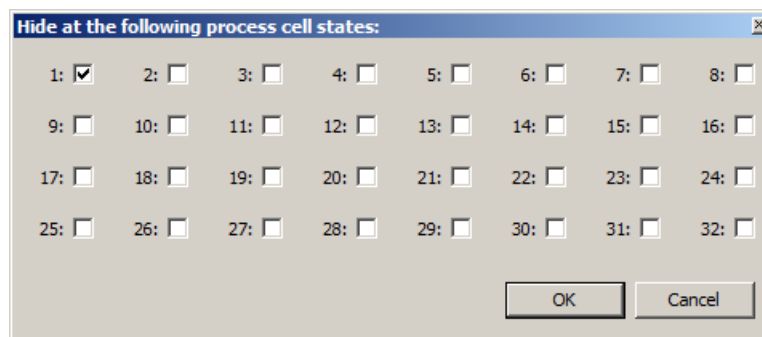 Hide at the following process cell states:
1: 2: 3: 4: 5: 6: 7: 8:
9: 10: 11: 12: 13: 14: 15: 16:
17: 18: 19: 20: 21: 22: 23: 24:
25: 26: 27: 28: 29: 30: 31: 32:
OK Cancel